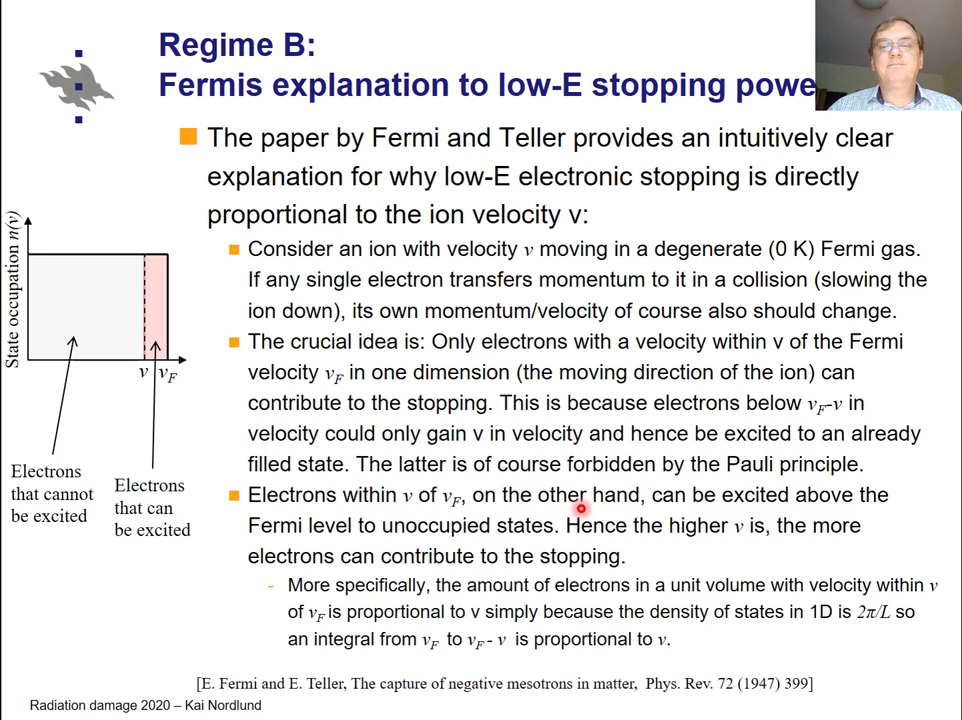 Regime B:
Fermis explanation to low-E stopping powe
The paper by Fermi and Teller provides an intuitively clear
explanation for why low-E electronic stopping is directly
proportional to the ion velocity v:
Consider an ion with velocity v moving in a degenerate (0 K) Fermi gas.
If any single electron transfers momentum to it in a collision (slowing the
ion down), its own momentum/velocity of course also should change.
The crucial idea is: Only electrons with a velocity within v of the Fermi
velocity vF in one dimension (the moving direction of the ion) can
contribute to the stopping. This is because electrons below vF-v in
velocity could only gain v in velocity and hence be excited to an already
filled state. The latter is of course forbidden by the Pauli principle.
Electrons within v of vF, on the other hand, can be excited above the
Fermi level to unoccupied states. Hence the higher v is, the more
electrons can contribute to the stopping.
- More specifically, the amount of electrons in a unit volume with velocity within v
of vF is proportional to v simply because the density of states in 1D is 2π/L so
an integral from vF to vF - v is proportional to v.
State occupation n(v)
v vF
Electrons
that cannot
be excited
Electrons
that can
be excited
[E. Fermi and E. Teller, The capture of negative mesotrons in matter, Phys. Rev. 72 (1947) 399]
Radiation damage 2020 – Kai Nordlund